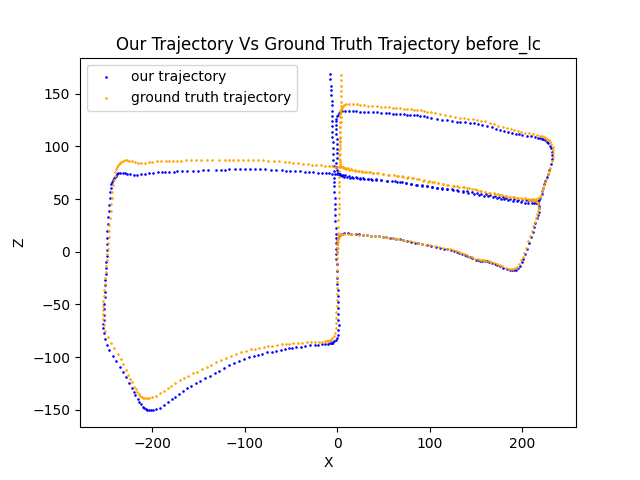 Our Trajectory Vs Ground Truth Trajectory before_lc
our trajectory
ground truth trajectory
150
100
50
0
−50
−100
−150
Z
−200
−100
0
100
200
X